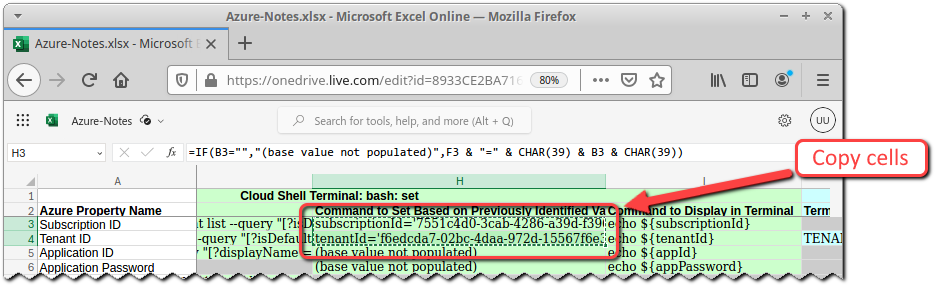 Azure-Notes.xlsx - Microsoft Excel Online — Mozilla Firefox
Azure-Notes.xlsx - Microsoft E
https://onedrive.live.com/edit?id=8933CE2BA716 80%
Azure-Notes Search for tools, help, and more (Alt + Q) UU
H3 fx =IF(B3="","(base value not populated)",F3 & "=" & CHAR(39) & B3 & CHAR(39))
Copy cells
A H I
1 Cloud Shell Terminal: bash: set
2 Azure Property Name Command to Set Based on Previously Identified Va Command to Display in Terminal Term
3 Subscription ID nt list --query "[?isD subscriptionId='7551c4d0-3cab-4286-a39d-f39 echo ${subscriptionId}
4 Tenant ID -query "[?isDefault tenantId='f6edcda7-02bc-4daa-972d-15567f6e echo ${tenantId} TENA
5 Application ID y "[?displayName = (base value not populated) echo ${appId}
6 Application Password (base value not populated) echo ${appPassword}